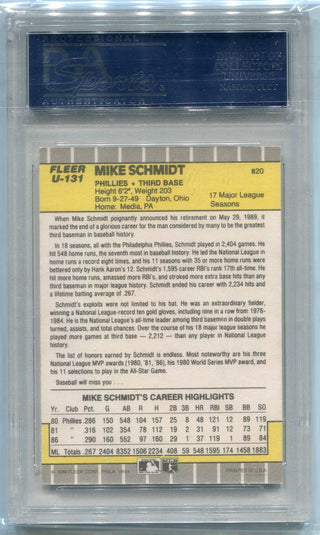 PROFESSIONAL
PSA
AUTHENTICATOR
DIVISION OF
COLLECTORS
UNIVERSE
NASDAQ: CLCT
FLEER
U-131
MIKE SCHMIDT
#20
PHILLIES • THIRD BASE
Height 6'2", Weight 203
Born 9-27-49 Dayton, Ohio
Home: Media, PA
17 Major League
Seasons
When Mike Schmidt poignantly announced his retirement on May 29, 1989, it
marked the end of a glorious career for the man considered by many to be the greatest
third baseman in baseball history.
In 18 seasons, all with the Philadelphia Phillies, Schmidt played in 2,404 games. He
hit 548 home runs, the seventh most in baseball history. He led the National League in
home runs a record eight times, and his 11 seasons with 35 or more home runs were
bettered only by Hank Aaron's 12. Schmidt's 1,595 career RBI's rank 17th all-time. He
hit more home runs, amassed more RBI's, and stroked more extra base hits than any
third baseman in National League history. Schmidt ended his career with 2,234 hits and
a lifetime batting average of .267.
Schmidt's exploits were not limited to his bat. He was an extraordinary fielder,
winning a National League-record ten gold gloves, including nine in a row from 1976-
1984. He is the National League's all-time leader among third basemen in double plays
turned, assists, and total chances. Over the course of his 18 major league seasons he
played more games at third base — 2,212 — than any player in National League
history.
The list of honors earned by Schmidt is endless. Most noteworthy are his three
National League MVP awards (1980, '81, '86), his 1980 World Series MVP award, and
his 11 selections to play in the All-Star Game.
Baseball will miss you . . .
MIKE SCHMIDT'S CAREER HIGHLIGHTS
Yr. Club Pct. G AB R H 2B 3B HR RBI SB BB SO
80 Phillies .286 150 548 104 157 25 8 48 121 12 89 119
81 " .316 102 354 78 112 19 2 31 91 12 73 71
86 " .290 160 552 97 160 29 1 37 119 1 89 84
ML Totals .267 2404 8352 1506 2234 408 59 548 1595 174 1458 1883
© 1989 FLEER CORP., PHILA.
PRINTED IN U.S.A.